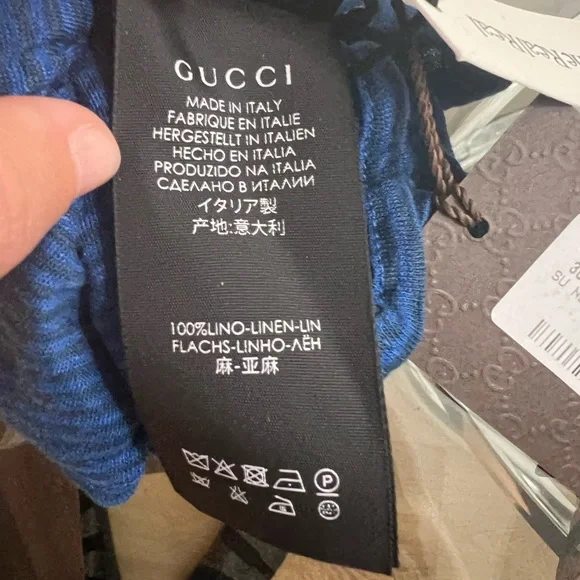 GUCCI
MADE IN ITALY
FABRIQUE EN ITALIE
HERGESTELLT IN ITALIEN
HECHO EN ITALIA
PRODUZIDO NA ITALIA
СДЕЛАНО В ИТАЛИИ
イタリア製
产地:意大利
100%LINO-LINEN-LIN
FLACHS-LINHO-ЛЁН
麻-亚麻
P
TheRealReal